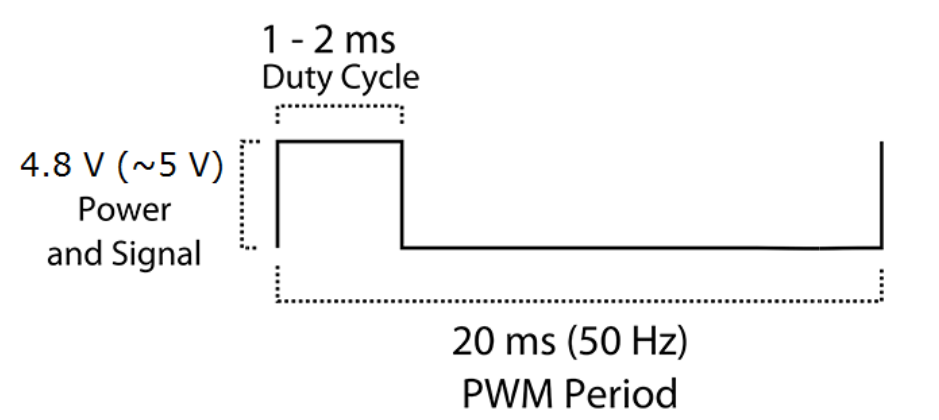 1 - 2 ms
Duty Cycle
4.8 V (~5 V)
Power
and Signal
20 ms (50 Hz)
PWM Period